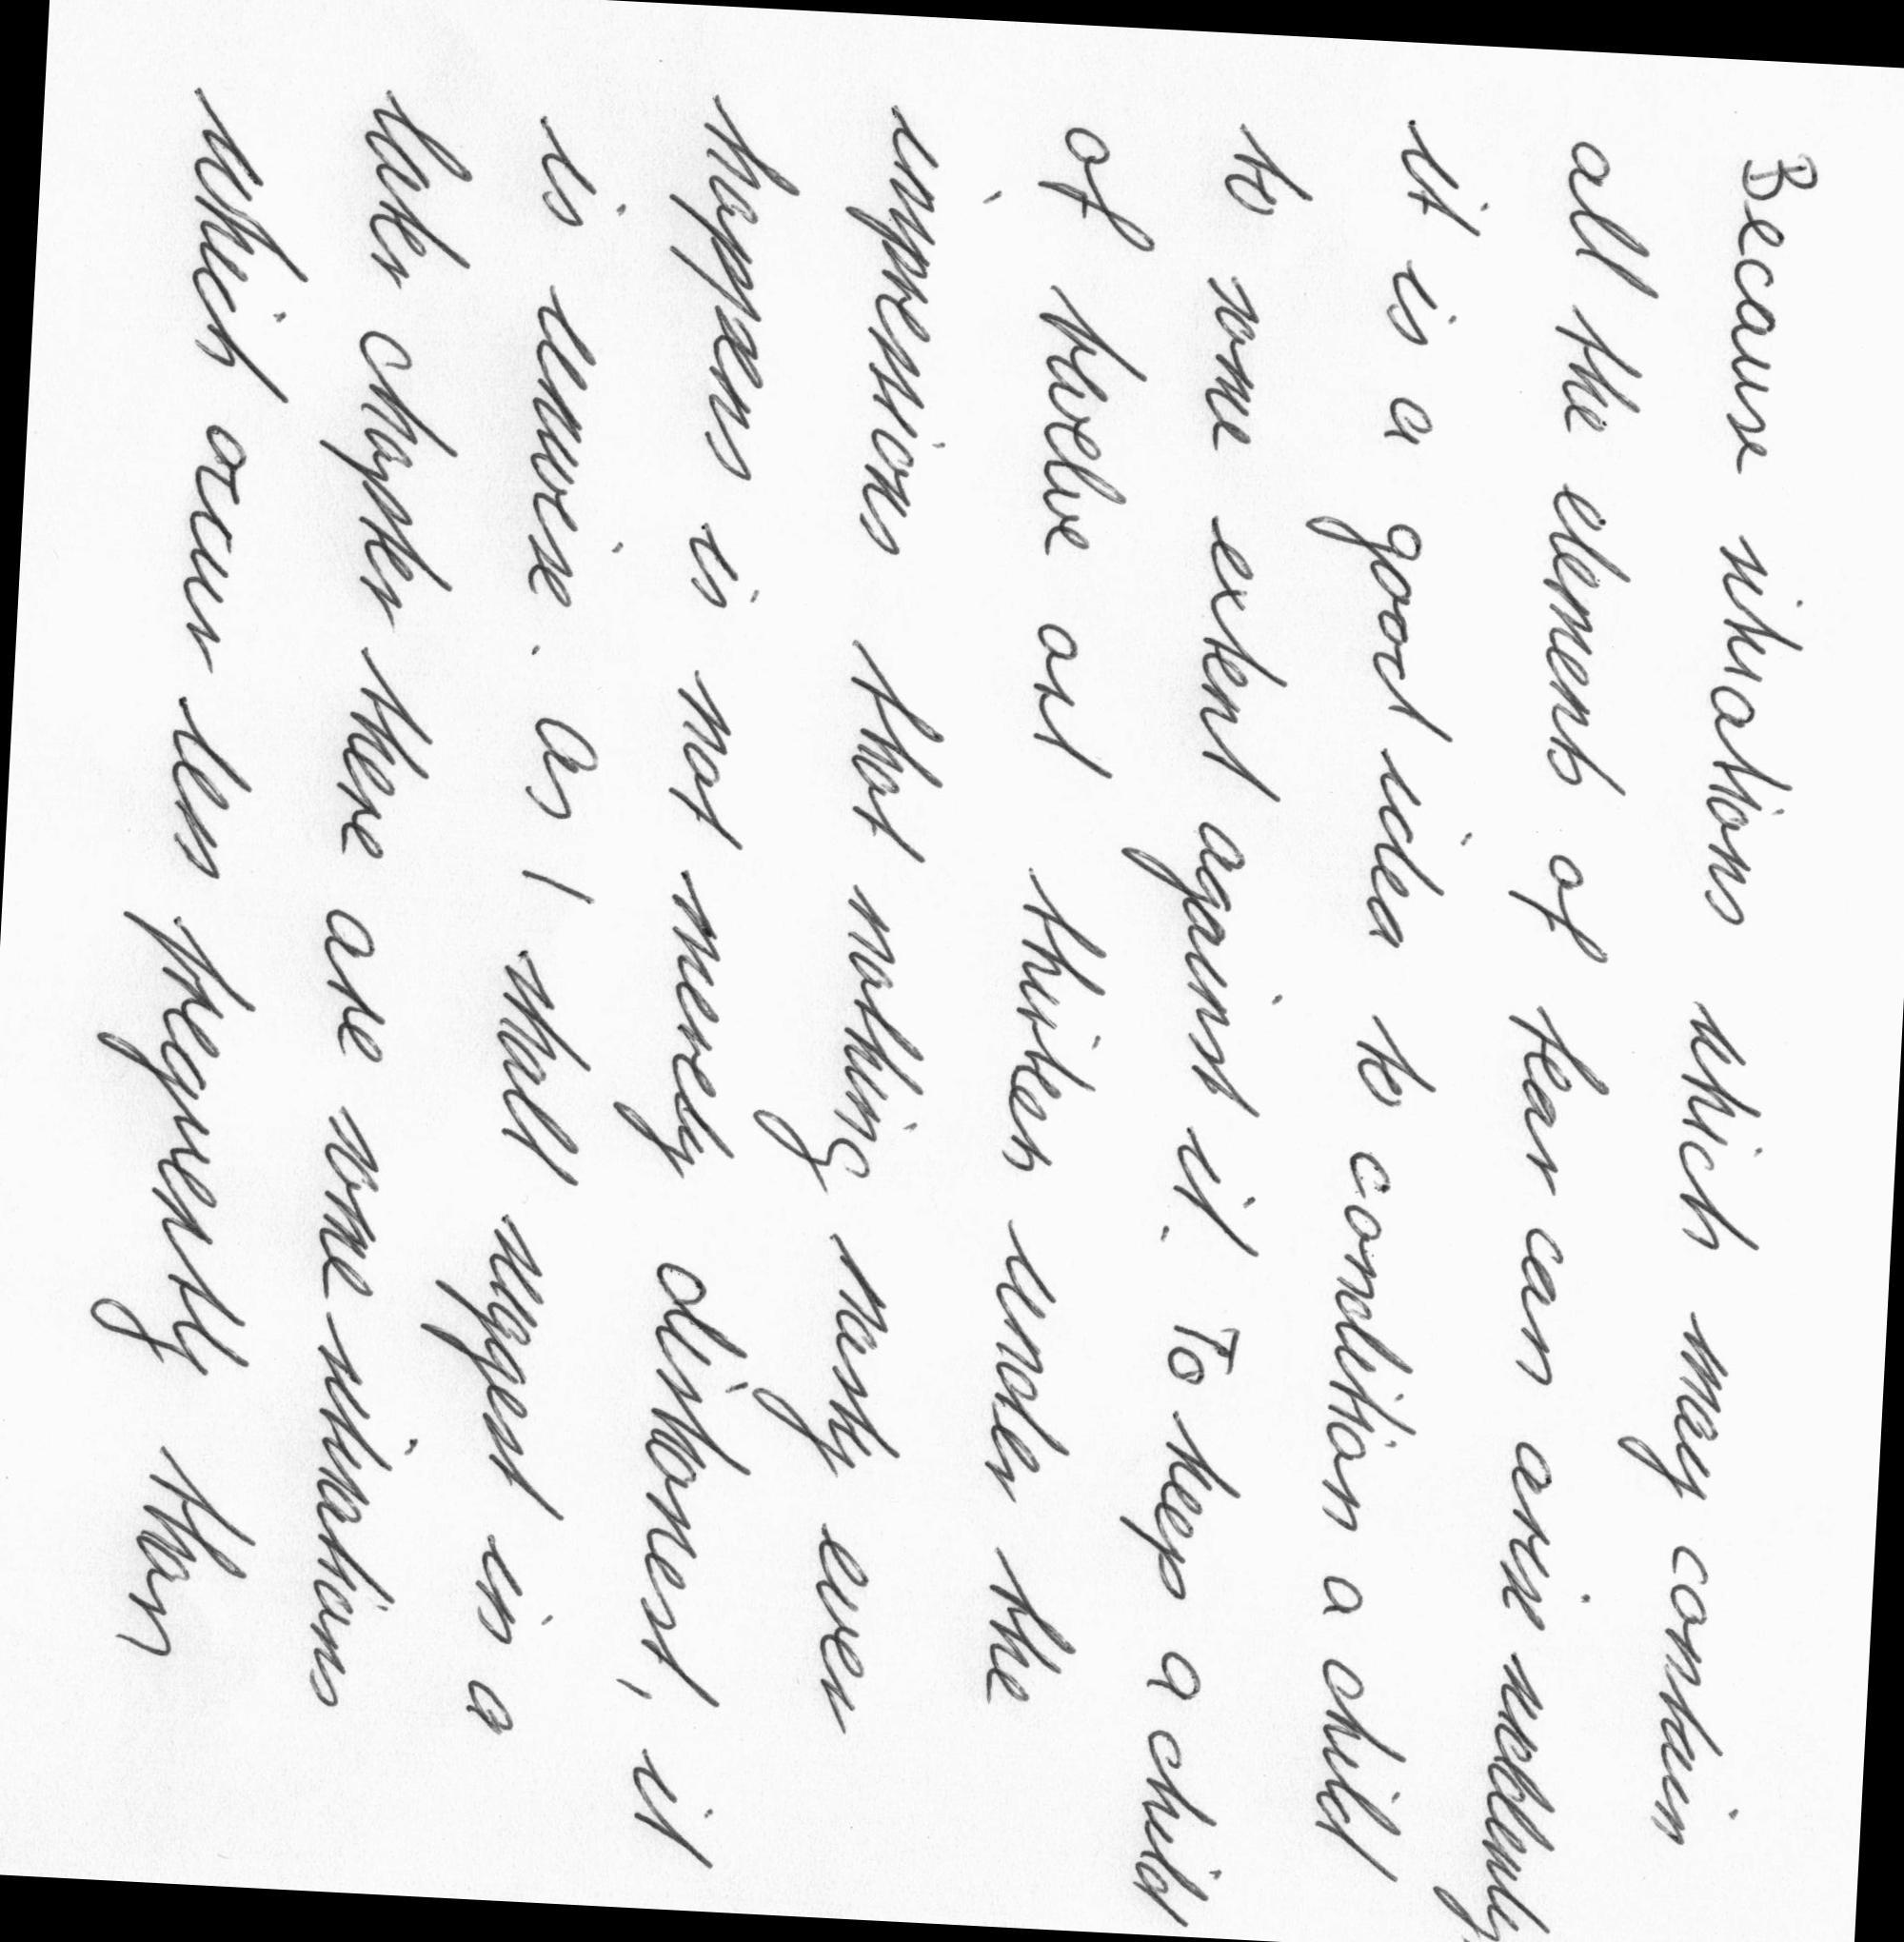 Because situations which may contain
all the elements of fear can arise suddenly,
it is a good idea to condition a child
to some extent against it. To keep a child
of twelve or thirteen under the
impressions that nothing nasty ever
happens is not merely dishonest, it
is unwise. As I shall suggest in a
later chapter there are some situations
which occur less frequently than